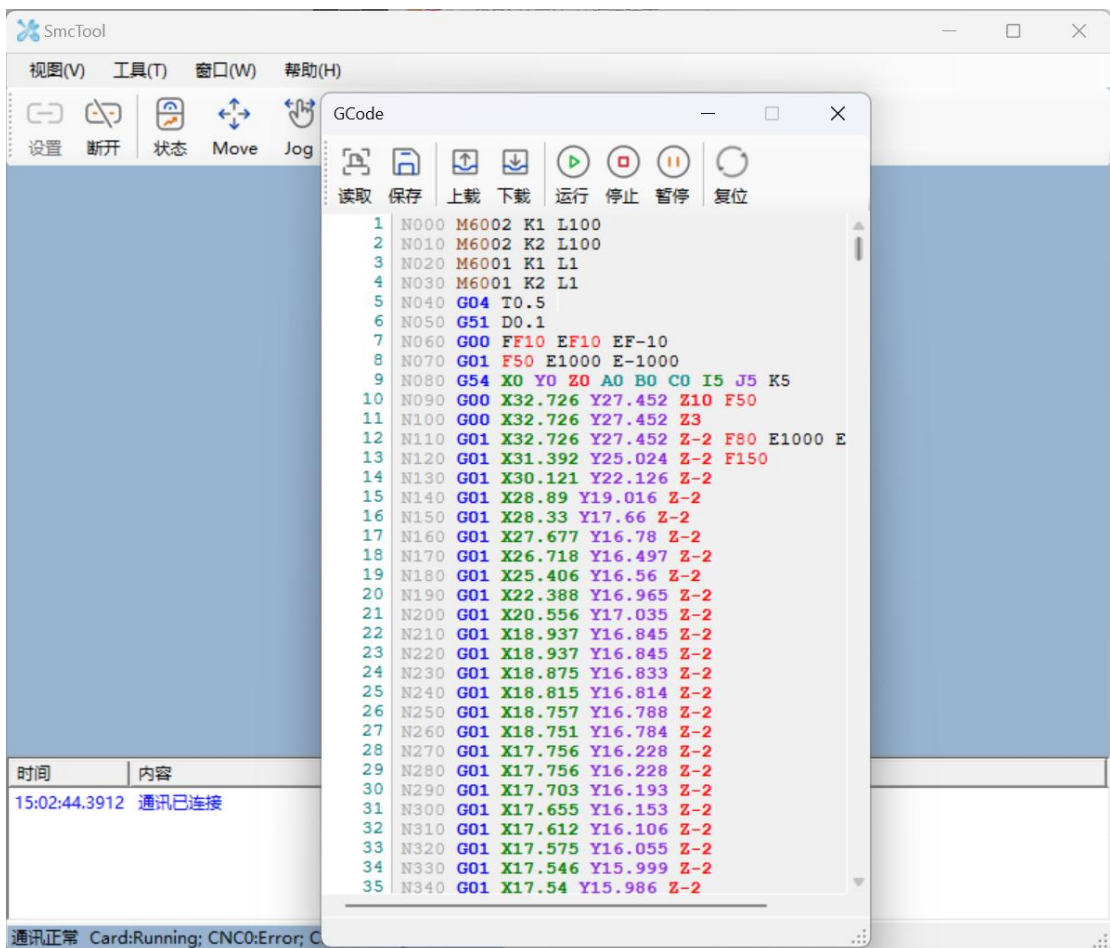 SmcTool
视图(V) 工具(T) 窗口(W) 帮助(H)
设置 断开 状态 Move Jog
GCode
读取 保存 上载 下载 运行 停止 暂停 复位
1 N000 M6002 K1 L100
2 N010 M6002 K2 L100
3 N020 M6001 K1 L1
4 N030 M6001 K2 L1
5 N040 G04 T0.5
6 N050 G51 D0.1
7 N060 G00 FF10 EF10 EF-10
8 N070 G01 F50 E1000 E-1000
9 N080 G54 X0 Y0 Z0 A0 B0 C0 I5 J5 K5
10 N090 G00 X32.726 Y27.452 Z10 F50
11 N100 G00 X32.726 Y27.452 Z3
12 N110 G01 X32.726 Y27.452 Z-2 F80 E1000 E
13 N120 G01 X31.392 Y25.024 Z-2 F150
14 N130 G01 X30.121 Y22.126 Z-2
15 N140 G01 X28.89 Y19.016 Z-2
16 N150 G01 X28.33 Y17.66 Z-2
17 N160 G01 X27.677 Y16.78 Z-2
18 N170 G01 X26.718 Y16.497 Z-2
19 N180 G01 X25.406 Y16.56 Z-2
20 N190 G01 X22.388 Y16.965 Z-2
21 N200 G01 X20.556 Y17.035 Z-2
22 N210 G01 X18.937 Y16.845 Z-2
23 N220 G01 X18.937 Y16.845 Z-2
24 N230 G01 X18.875 Y16.833 Z-2
25 N240 G01 X18.815 Y16.814 Z-2
26 N250 G01 X18.757 Y16.788 Z-2
27 N260 G01 X18.751 Y16.784 Z-2
28 N270 G01 X17.756 Y16.228 Z-2
29 N280 G01 X17.756 Y16.228 Z-2
30 N290 G01 X17.703 Y16.193 Z-2
31 N300 G01 X17.655 Y16.153 Z-2
32 N310 G01 X17.612 Y16.106 Z-2
33 N320 G01 X17.575 Y16.055 Z-2
34 N330 G01 X17.546 Y15.999 Z-2
35 N340 G01 X17.54 Y15.986 Z-2
时间 内容
15:02:44.3912 通讯已连接
通讯正常 Card:Running; CNC0:Error; C